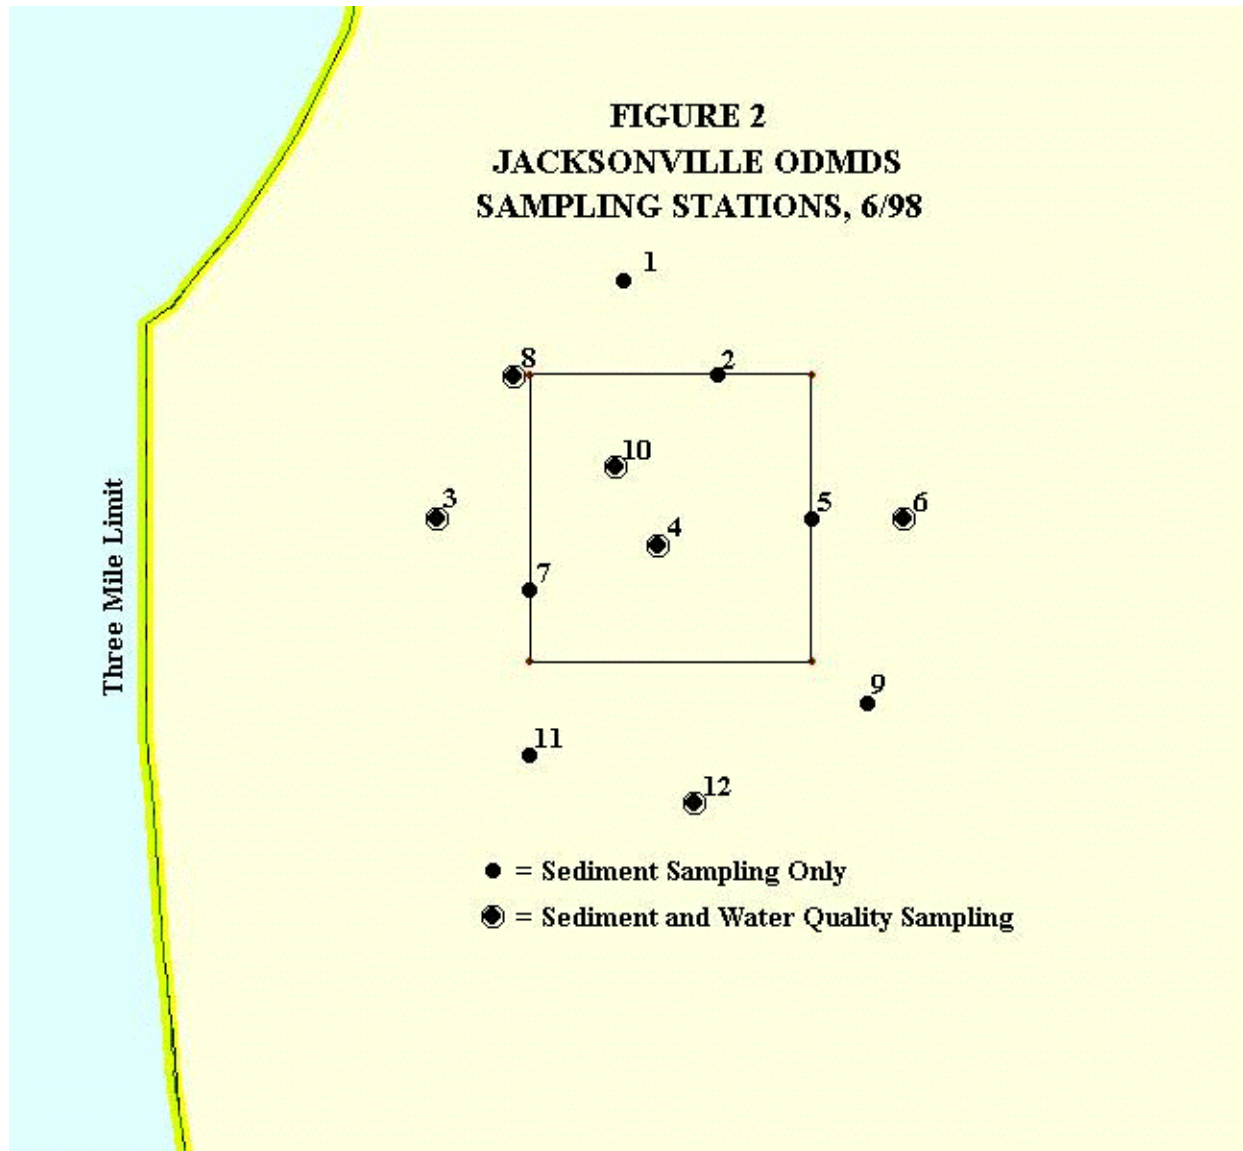 FIGURE 2
JACKSONVILLE ODMDS
SAMPLING STATIONS, 6/98
1
8
2
10
3
5
6
4
7
Three Mile Limit
9
11
12
= Sediment Sampling Only
= Sediment and Water Quality Sampling